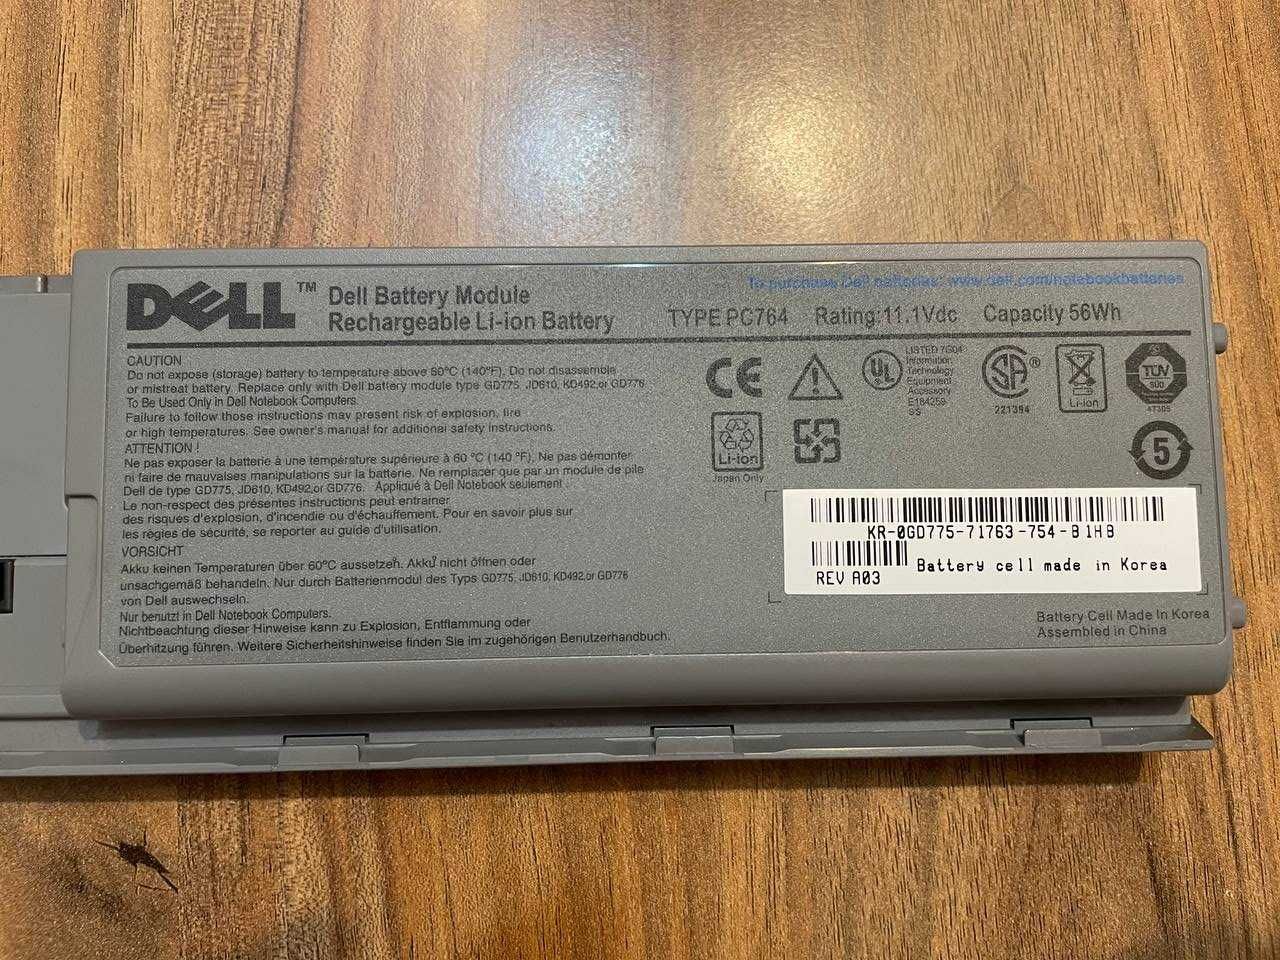 To purchase Dell batteries: www.dell.com/notebookbatteries
DELL™
Dell Battery Module
Rechargeable Li-ion Battery
TYPE PC764 Rating:11.1Vdc Capacity 56Wh
CAUTION
Do not expose (storage) battery to temperature above 60°C (140°F), Do not disassemble
or mistreat battery. Replace only with Dell battery module type GD775, JD610, KD492,or GD776
To Be Used Only in Dell Notebook Computers.
Failure to follow those instructions may present risk of explosion, fire
or high temperatures. See owner's manual for additional safety instructions.
ATTENTION !
Ne pas exposer la batterie à une température supérieure à 60 °C (140 °F), Ne pas démonter
ni faire de mauvaises manipulations sur la batterie. Ne remplacer que par un module de pile
Dell de type GD775, JD610, KD492,or GD776. Appliqué à Dell Notebook seulement .
Le non-respect des présentes instructions peut entrainer
des risques d'explosion, d'incendie ou d'échauffement. Pour en savoir plus sur
les règles de sécurité, se reporter au guide d'utilisation.
VORSICHT
Akku keinen Temperaturen über 60°C aussetzen. Akku nicht öffnen oder
unsachgemäß behandeln. Nur durch Batterienmodul des Typs GD775, JD610, KD492,or GD776
von Dell auswechseln.
Nur benutzt in Dell Notebook Computers.
Nichtbeachtung dieser Hinweise kann zu Explosion, Entflammung oder
Überhitzung führen. Weitere Sicherheitshinweise finden Sie im zugehörigen Benutzerhandbuch.
CE
UL
LISTED 7G04
Information
Technology
Equipment
Accessory
E184259
SS
SA®
221394
Li-ion
TÜV
SÜD
47305
Li-ion
Japan Only
5
KR-0GD775-71763-754-B1HB
REV A03
Battery cell made in Korea
Battery Cell Made In Korea
Assembled in China